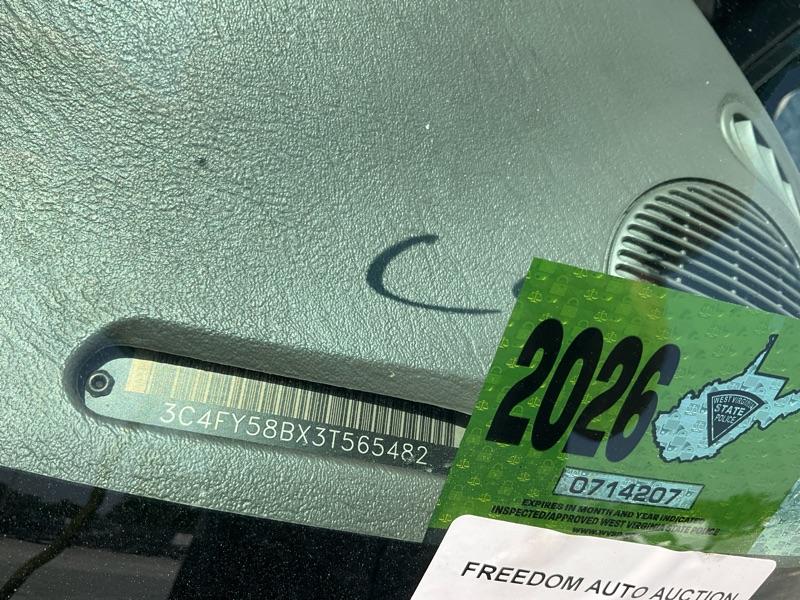 C
3C4FY58BX3T565482
2026
WEST VIRGINIA
STATE
POLICE
0714207
EXPIRES IN MONTH AND YEAR INDICATED
INSPECTED/APPROVED WEST VIRGINIA STATE POLICE
FREEDOM AUTO AUCTION